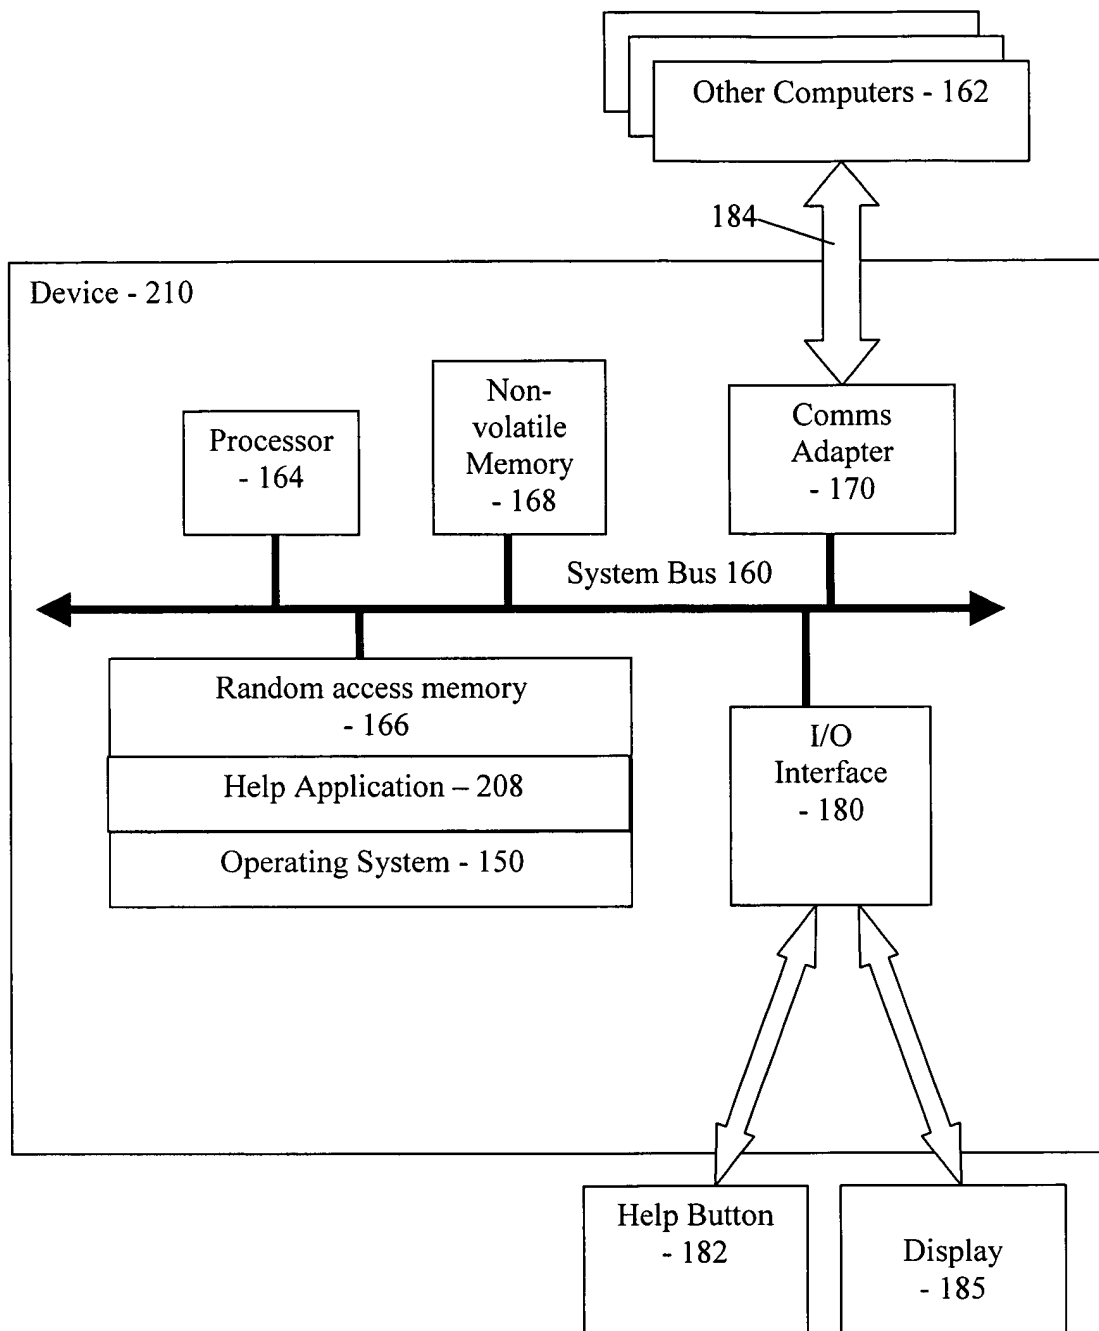 Other Computers - 162
184
Device - 210
Non-
volatile
Memory
- 168
Comms
Adapter
- 170
Processor
- 164
System Bus 160
Random access memory
- 166
I/O
Interface
- 180
Help Application – 208
Operating System - 150
Help Button
- 182
Display
- 185